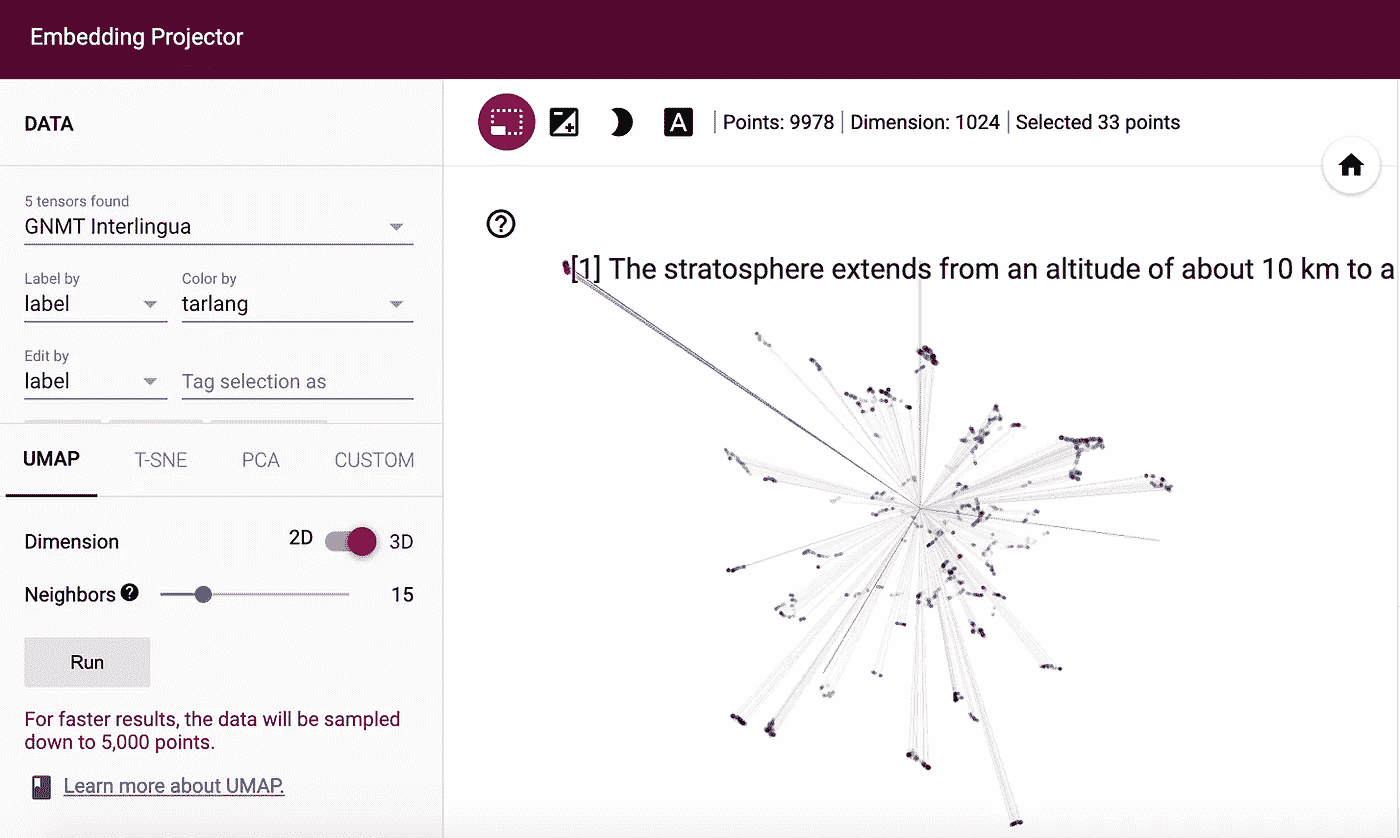 Embedding Projector
DATA
5 tensors found
GNMT Interlingua
Label by
label
Color by
tarlang
Edit by
label
Tag selection as
UMAP
T-SNE
PCA
CUSTOM
Dimension
2D
3D
Neighbors
15
Run
For faster results, the data will be sampled
down to 5,000 points.
Learn more about UMAP.
A
Points: 9978
Dimension: 1024
Selected 33 points
[1] The stratosphere extends from an altitude of about 10 km to a